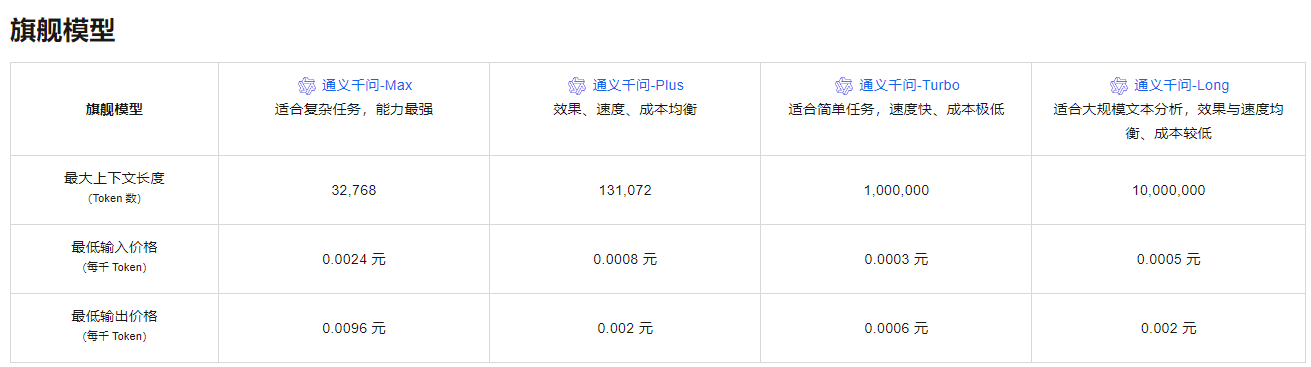 旗舰模型
旗舰模型
通义千问-Max
适合复杂任务，能力最强
通义千问-Plus
效果、速度、成本均衡
通义千问-Turbo
适合简单任务，速度快、成本极低
通义千问-Long
适合大规模文本分析，效果与速度均
衡、成本较低
最大上下文长度
（Token 数）
32,768
131,072
1,000,000
10,000,000
最低输入价格
（每千 Token）
0.0024 元
0.0008 元
0.0003 元
0.0005 元
最低输出价格
（每千 Token）
0.0096 元
0.002 元
0.0006 元
0.002 元